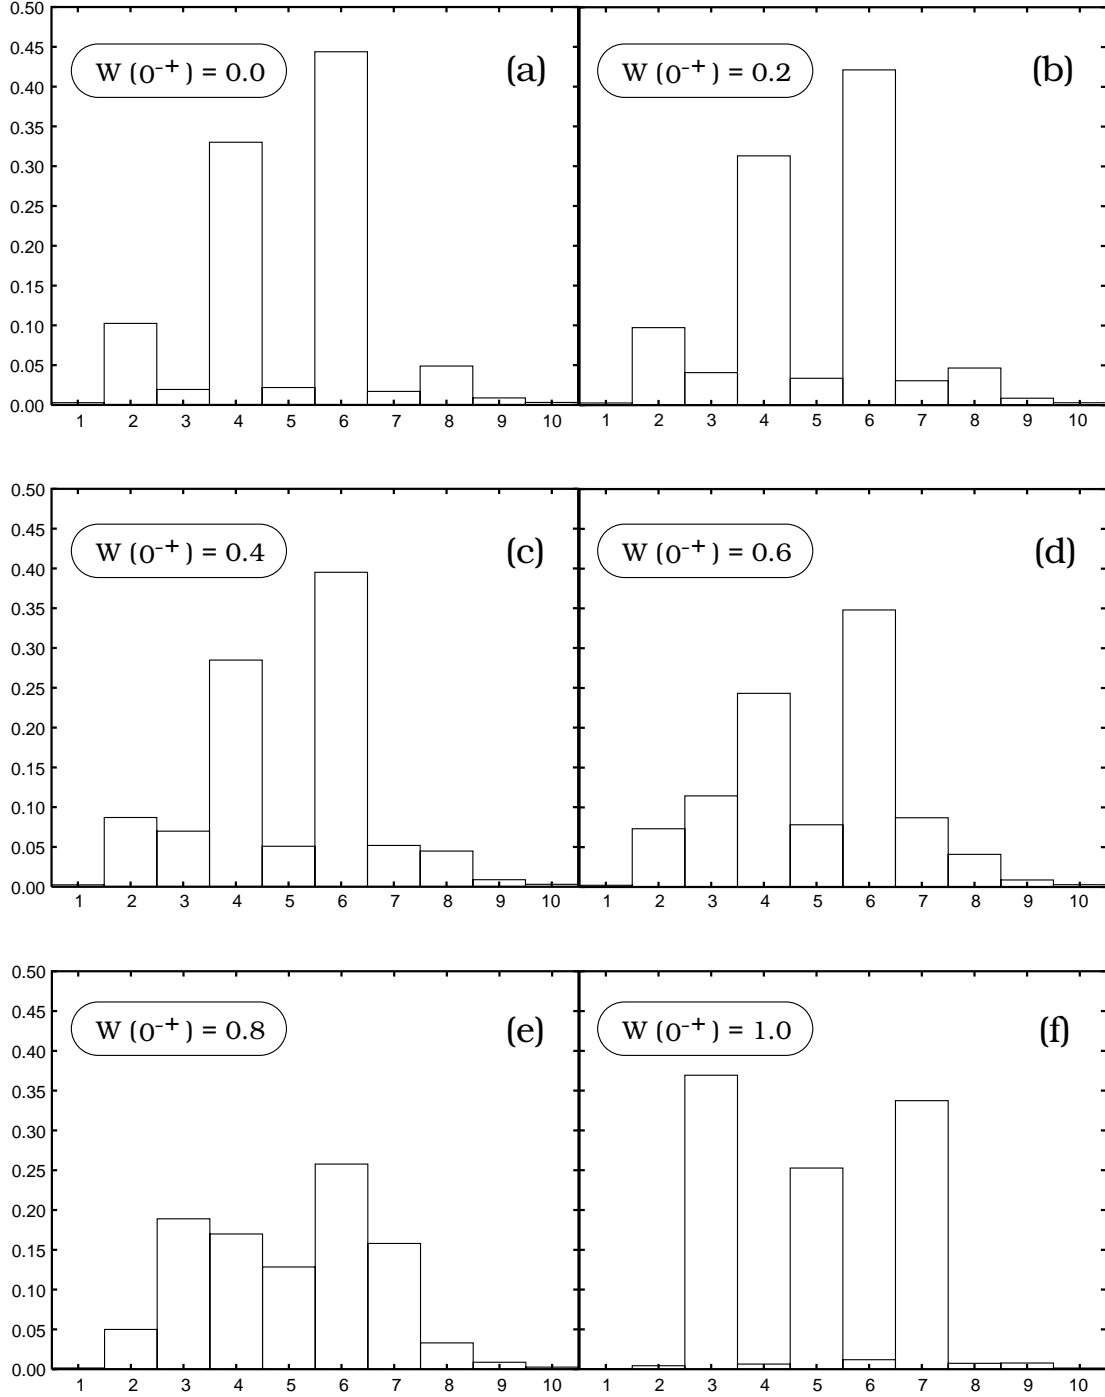 0.50
0.45
0.40
0.35
0.30
0.25
0.20
0.15
0.10
0.05
0.00
W (0⁻⁺) = 0.0
(a)
1 2 3 4 5 6 7 8 9 10
W (0⁻⁺) = 0.2
(b)
1 2 3 4 5 6 7 8 9 10
0.50
0.45
0.40
0.35
0.30
0.25
0.20
0.15
0.10
0.05
0.00
W (0⁻⁺) = 0.4
(c)
1 2 3 4 5 6 7 8 9 10
W (0⁻⁺) = 0.6
(d)
1 2 3 4 5 6 7 8 9 10
0.50
0.45
0.40
0.35
0.30
0.25
0.20
0.15
0.10
0.05
0.00
W (0⁻⁺) = 0.8
(e)
1 2 3 4 5 6 7 8 9 10
W (0⁻⁺) = 1.0
(f)
1 2 3 4 5 6 7 8 9 10